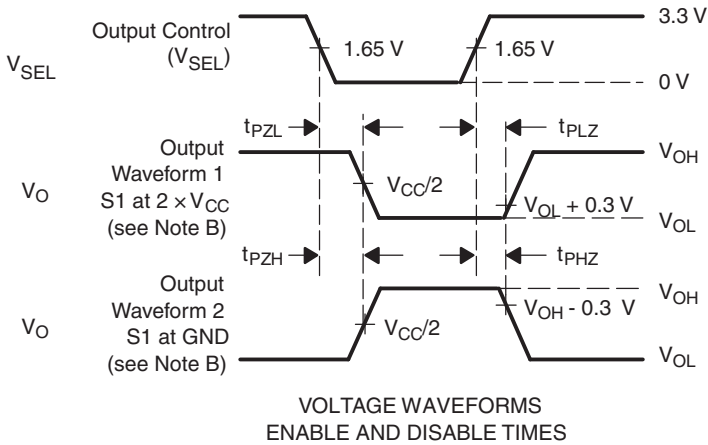 Output Control
(VSEL)
VSEL
1.65 V
1.65 V
3.3 V
0 V
tPZL
tPLZ
Output
Waveform 1
S1 at 2 × VCC
(see Note B)
VO
VCC/2
VOL + 0.3 V
VOH
VOL
tPZH
tPHZ
Output
Waveform 2
S1 at GND
(see Note B)
VO
VCC/2
VOH - 0.3 V
VOH
VOL
VOLTAGE WAVEFORMS
ENABLE AND DISABLE TIMES